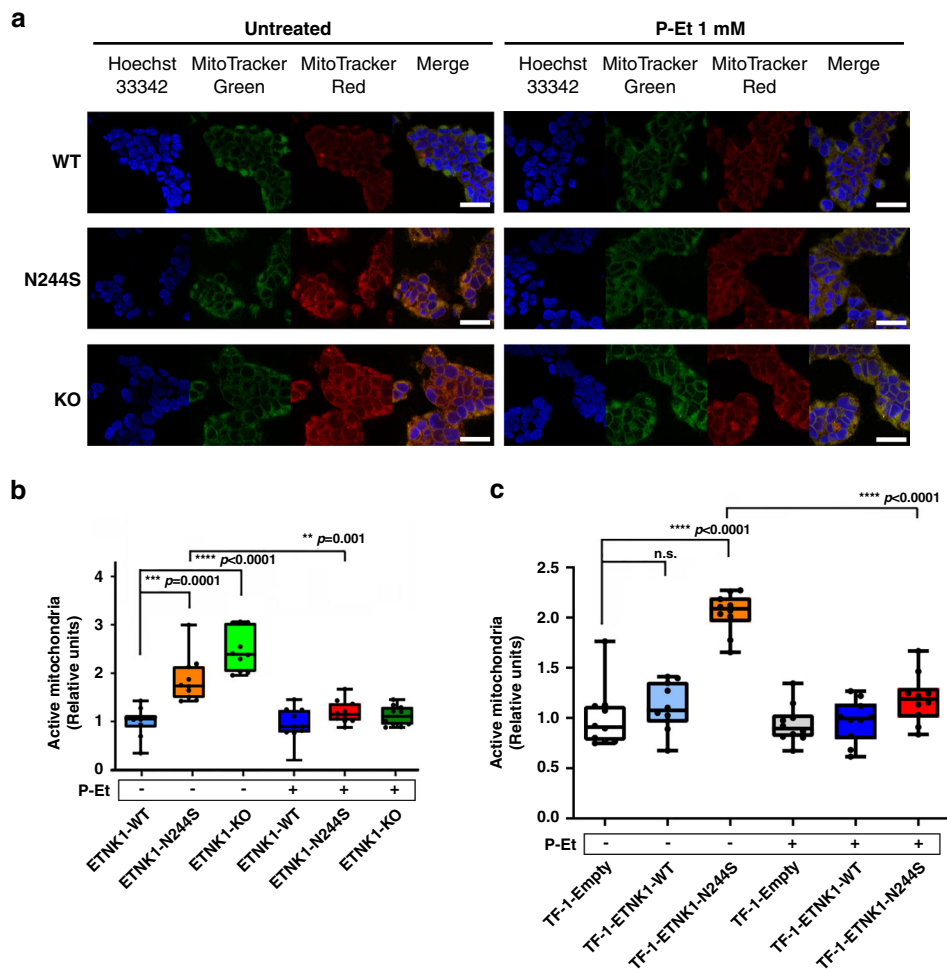 a
Untreated
P-Et 1 mM
Hoechst 33342
MitoTracker Green
MitoTracker Red
Merge
Hoechst 33342
MitoTracker Green
MitoTracker Red
Merge
WT
N244S
KO
b
** p=0.001
**** p<0.0001
*** p=0.0001
Active mitochondria
(Relative units)
4
3
2
1
0
P-Et
- - - + + +
ETNK1-WT
ETNK1-N244S
ETNK1-KO
ETNK1-WT
ETNK1-N244S
ETNK1-KO
c
**** p<0.0001
**** p<0.0001
n.s.
Active mitochondria
(Relative units)
2.5
2.0
1.5
1.0
0.5
0.0
P-Et
- - - + + +
TF-1-Empty
TF-1-ETNK1-WT
TF-1-ETNK1-N244S
TF-1-Empty
TF-1-ETNK1-WT
TF-1-ETNK1-N244S